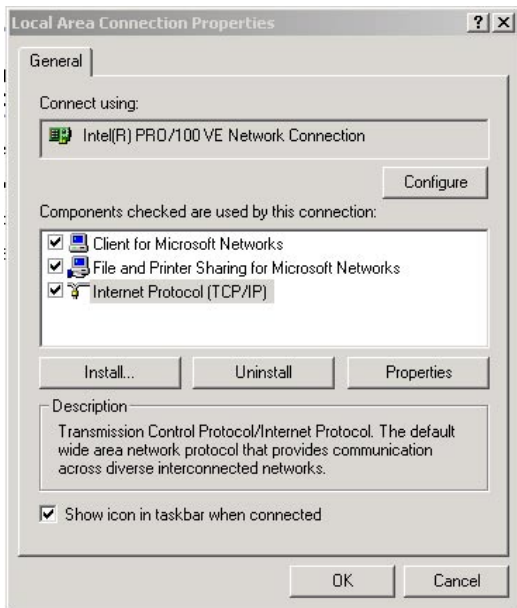 Local Area Connection Properties
General
Connect using:
Intel(R) PRO/100 VE Network Connection
Configure
Components checked are used by this connection:
Client for Microsoft Networks
File and Printer Sharing for Microsoft Networks
Internet Protocol (TCP/IP)
Install... Uninstall Properties
Description
Transmission Control Protocol/Internet Protocol. The default
wide area network protocol that provides communication
across diverse interconnected networks.
Show icon in taskbar when connected
OK Cancel